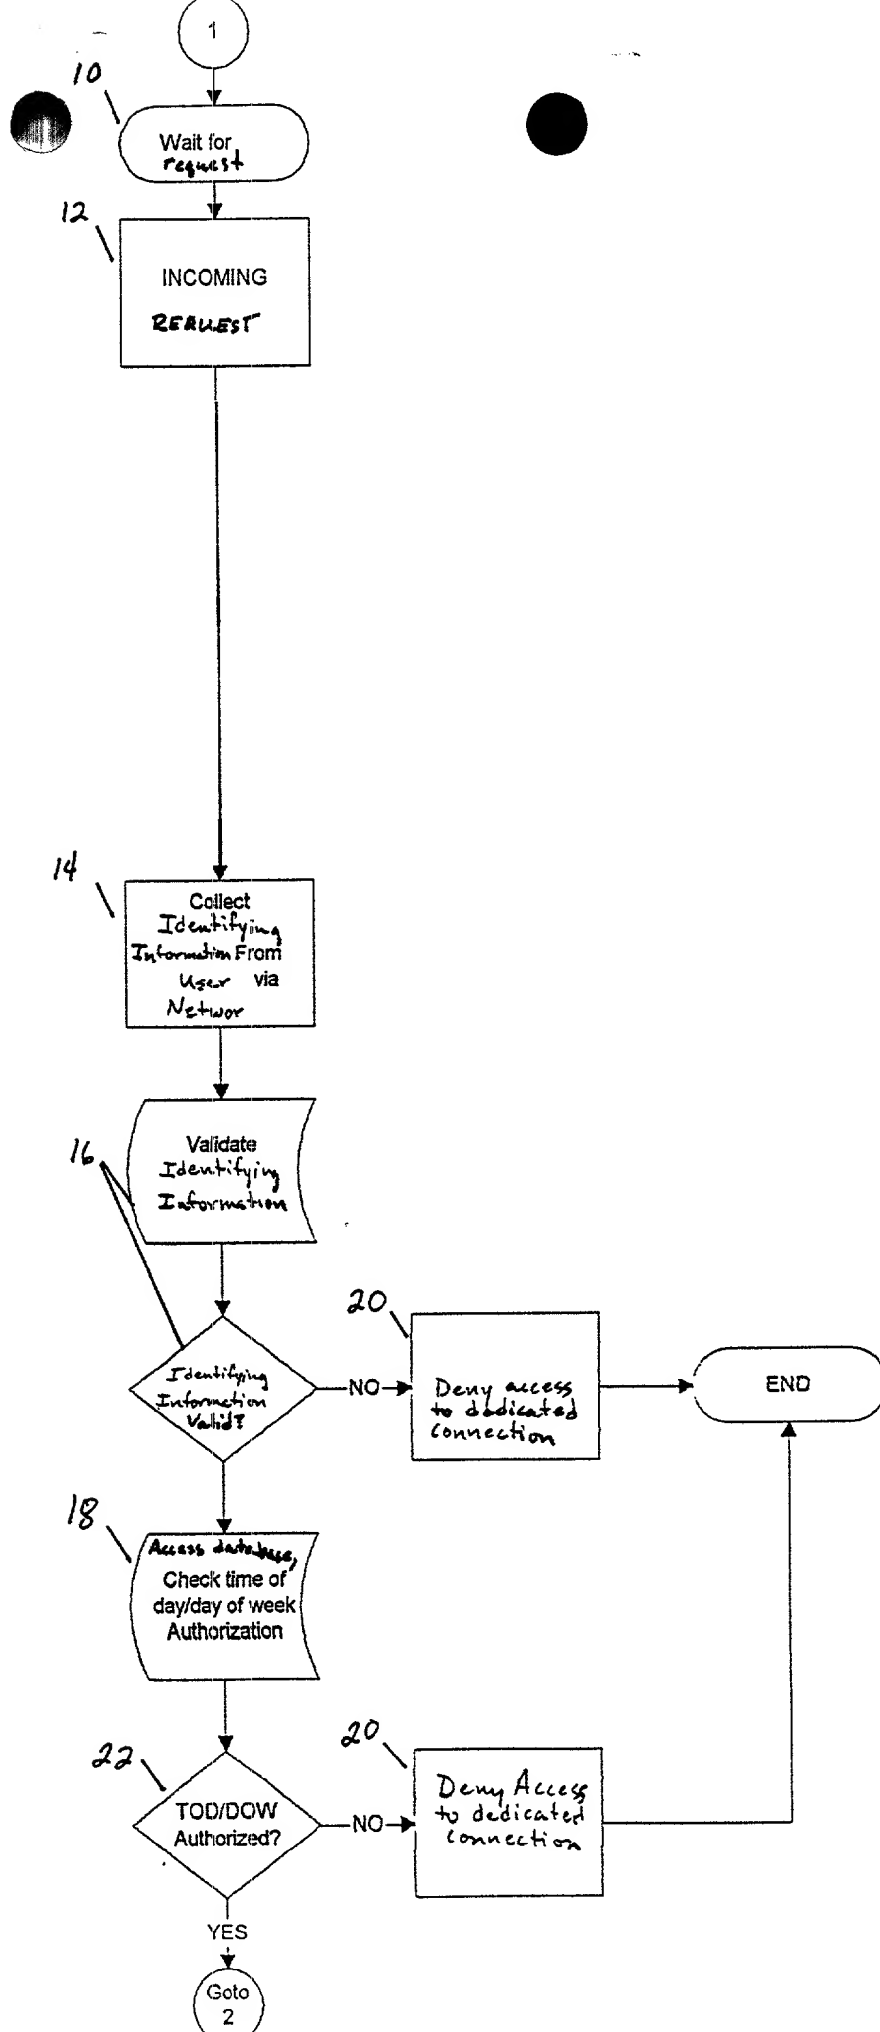 1
10
Wait for
request
12
INCOMING
REQUEST
14
Collect
Identifying
Information From
User via
Networ
16
Validate
Identifying
Information
Identifying
Information
Valid?
NO
20
Deny access
to dedicated
connection
END
18
Access database,
Check time of
day/day of week
Authorization
22
TOD/DOW
Authorized?
NO
20
Deny Access
to dedicated
connection
YES
Goto
2